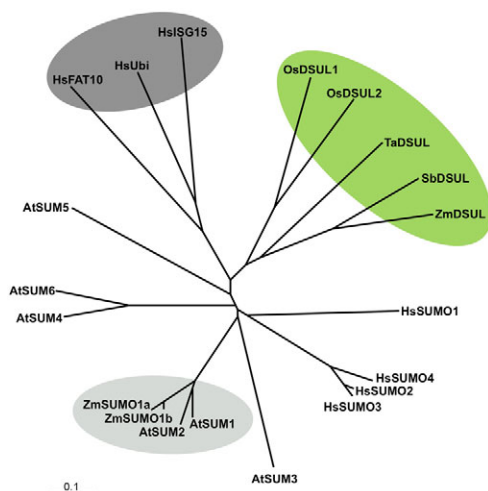 HsISG15
HsUbi
HsFAT10
OsDSUL1
OsDSUL2
TaDSUL
SbDSUL
ZmDSUL
AtSUM5
AtSUM6
AtSUM4
HsSUMO1
HsSUMO4
HsSUMO2
HsSUMO3
ZmSUMO1a
ZmSUMO1b
AtSUM1
AtSUM2
AtSUM3
0.1